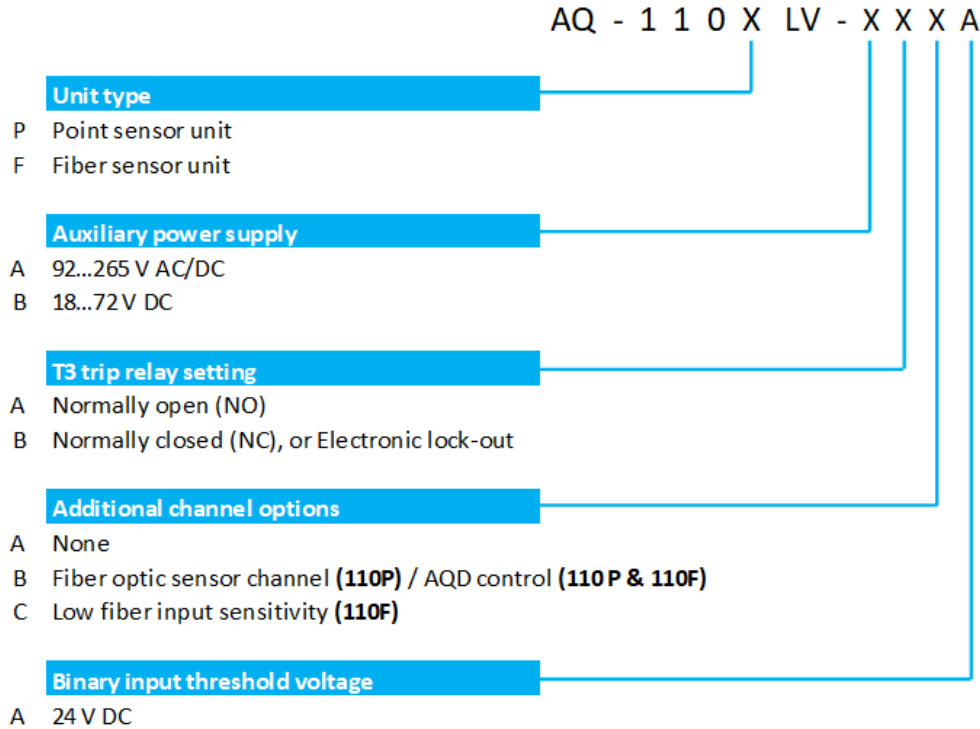 AQ - 1 1 0 X LV - X X X A
Unit type
P Point sensor unit
F Fiber sensor unit
Auxiliary power supply
A 92...265 V AC/DC
B 18...72 V DC
T3 trip relay setting
A Normally open (NO)
B Normally closed (NC), or Electronic lock-out
Additional channel options
A None
B Fiber optic sensor channel (110P) / AQD control (110 P & 110F)
C Low fiber input sensitivity (110F)
Binary input threshold voltage
A 24 V DC